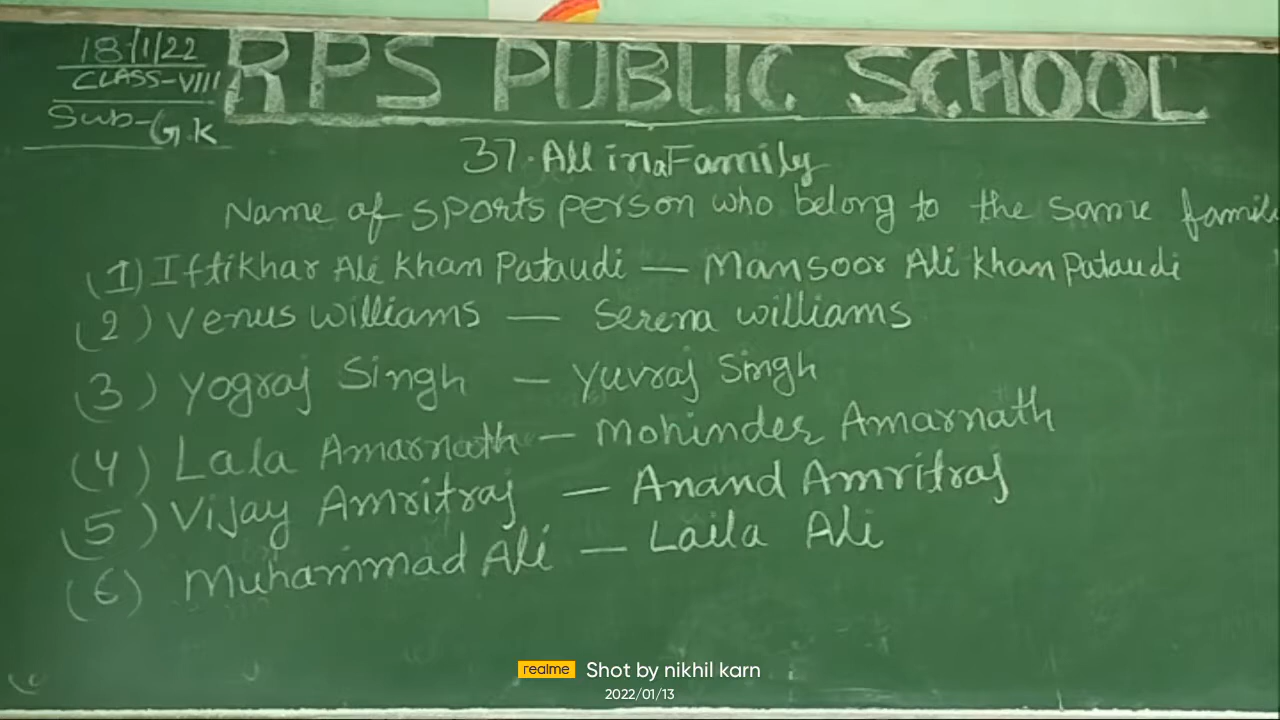 18/1/22
CLASS-VIII
Sub-G.K
RPS PUBLIC SCHOOL
37. All in a Family
Name of sports person who belong to the same famil
(1) Iftikhar Ali Khan Pataudi — Mansoor Ali Khan Pataudi
(2) Venus Williams — Serena Williams
(3) Yograj Singh — Yuvraj Singh
(4) Lala Amarnath — Mohinder Amarnath
(5) Vijay Amritraj — Anand Amritraj
(6) Muhammad Ali — Laila Ali
realme Shot by nikhil karn
2022/01/13